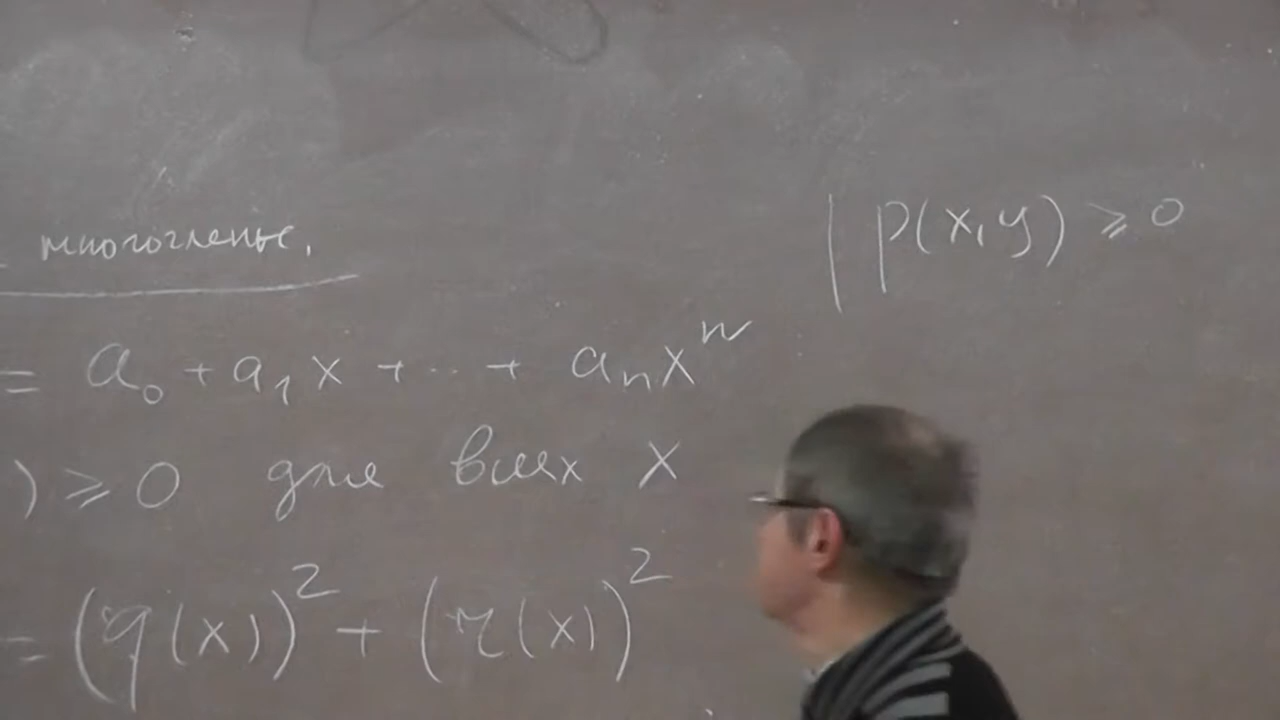 многочлены.
= a₀ + a₁x + ... + aₙxⁿ
) ⩾ 0 для всех x
= (q(x))² + (r(x))²
| p(x,y) ⩾ 0